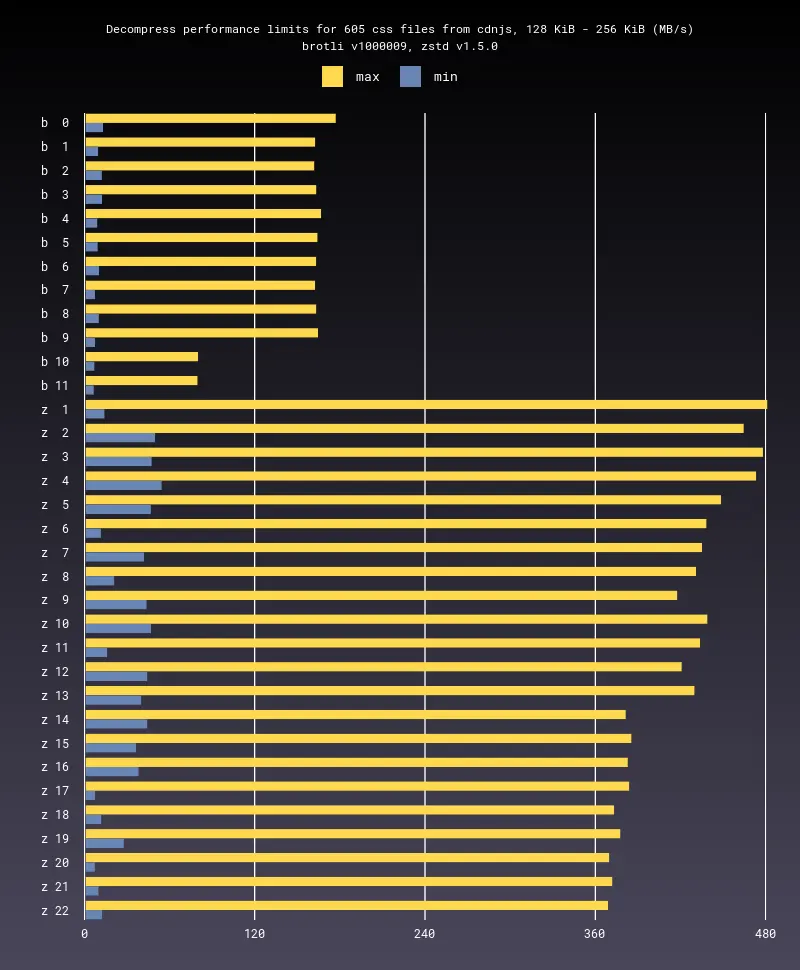 Decompress performance limits for 605 css files from cdnjs, 128 KiB - 256 KiB (MB/s)
brotli v1000009, zstd v1.5.0
max min
b 0
b 1
b 2
b 3
b 4
b 5
b 6
b 7
b 8
b 9
b 10
b 11
z 1
z 2
z 3
z 4
z 5
z 6
z 7
z 8
z 9
z 10
z 11
z 12
z 13
z 14
z 15
z 16
z 17
z 18
z 19
z 20
z 21
z 22
0 120 240 360 480